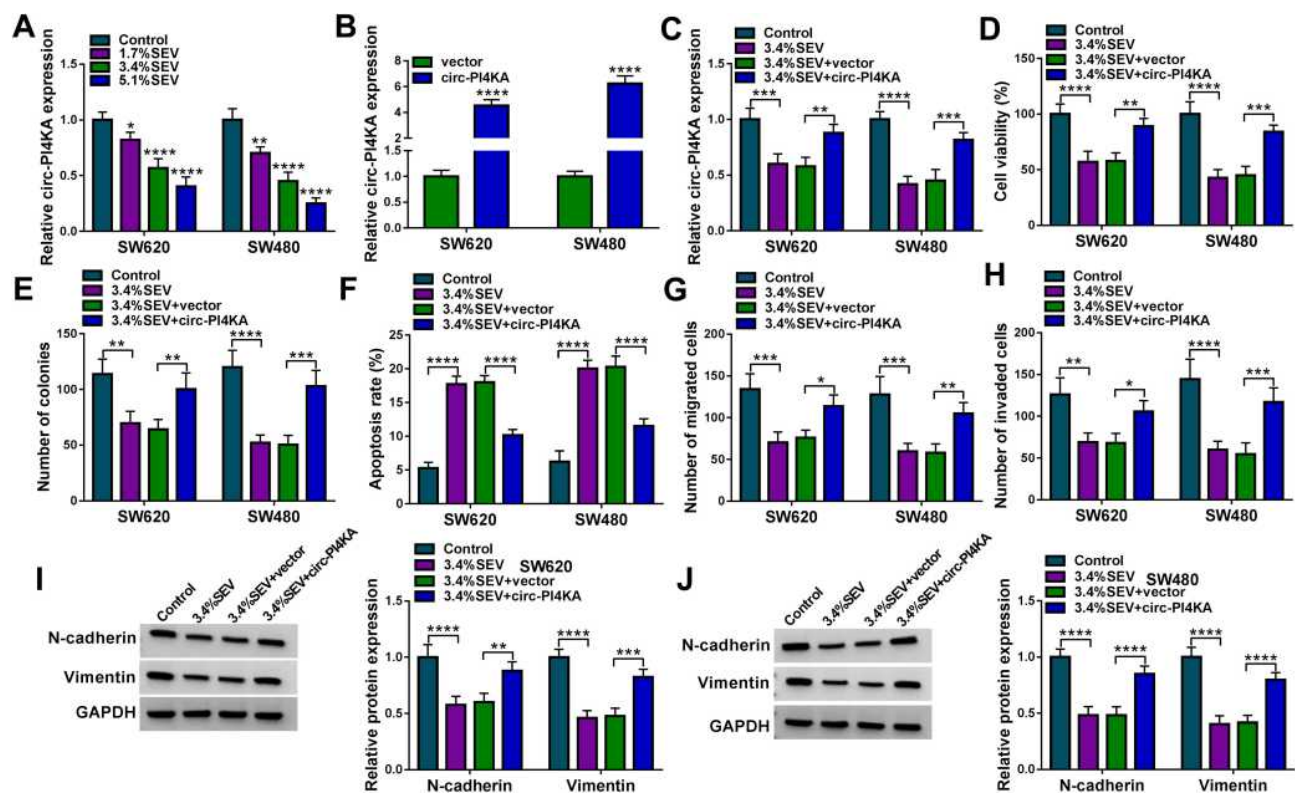 A
Control
1.7%SEV
3.4%SEV
5.1%SEV
Relative circ-PI4KA expression
1.5
1.0
0.5
0.0
*
****
****
**
****
****
SW620
SW480
B
vector
circ-PI4KA
Relative circ-PI4KA expression
8
6
4
2
1.0
0.5
0.0
****
****
SW620
SW480
C
Control
3.4%SEV
3.4%SEV+vector
3.4%SEV+circ-PI4KA
Relative circ-PI4KA expression
1.5
1.0
0.5
0.0
***
**
****
***
SW620
SW480
D
Control
3.4%SEV
3.4%SEV+vector
3.4%SEV+circ-PI4KA
Cell viability (%)
150
100
50
0
****
**
****
***
SW620
SW480
E
Control
3.4%SEV
3.4%SEV+vector
3.4%SEV+circ-PI4KA
Number of colonies
150
100
50
0
**
**
****
***
SW620
SW480
F
Control
3.4%SEV
3.4%SEV+vector
3.4%SEV+circ-PI4KA
Apoptosis rate (%)
25
20
15
10
5
0
****
****
****
****
SW620
SW480
G
Control
3.4%SEV
3.4%SEV+vector
3.4%SEV+circ-PI4KA
Number of migrated cells
200
150
100
50
0
***
*
***
**
SW620
SW480
H
Control
3.4%SEV
3.4%SEV+vector
3.4%SEV+circ-PI4KA
Number of invaded cells
200
150
100
50
0
**
*
****
***
SW620
SW480
I
Control
3.4%SEV
3.4%SEV+vector
3.4%SEV+circ-PI4KA
N-cadherin
Vimentin
GAPDH
Control
3.4%SEV
3.4%SEV+vector
3.4%SEV+circ-PI4KA
SW620
Relative protein expression
1.5
1.0
0.5
0.0
****
**
****
***
N-cadherin
Vimentin
J
Control
3.4%SEV
3.4%SEV+vector
3.4%SEV+circ-PI4KA
N-cadherin
Vimentin
GAPDH
Control
3.4%SEV
3.4%SEV+vector
3.4%SEV+circ-PI4KA
SW480
Relative protein expression
1.5
1.0
0.5
0.0
****
****
****
****
N-cadherin
Vimentin